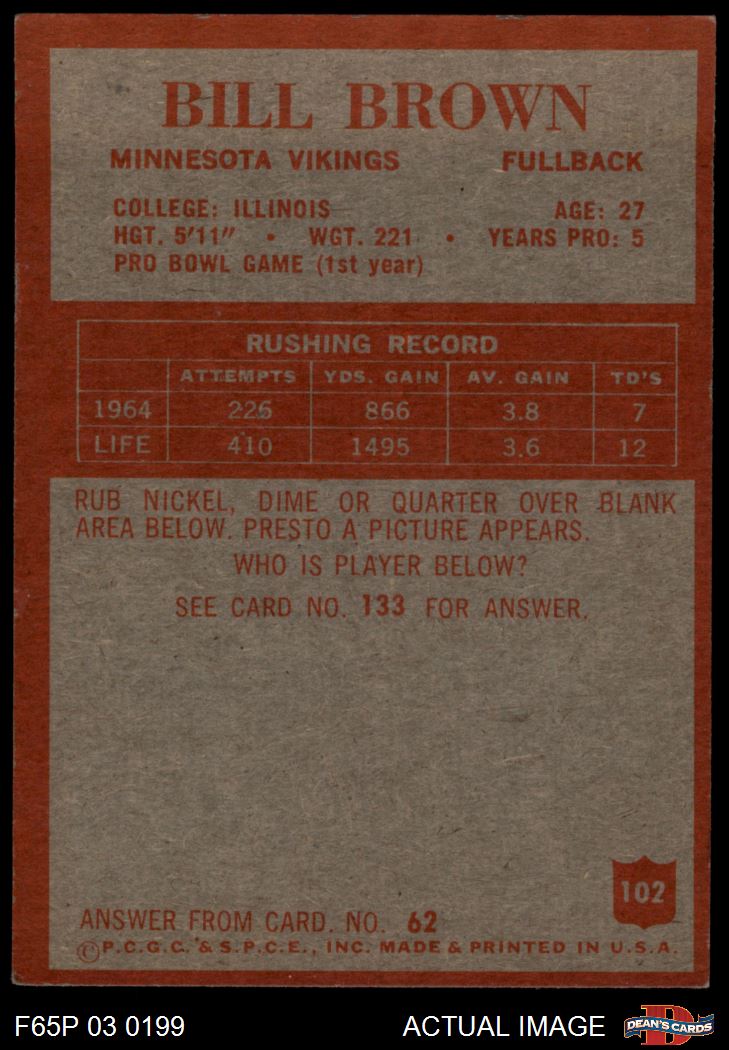 BILL BROWN
MINNESOTA VIKINGS FULLBACK
COLLEGE: ILLINOIS AGE: 27
HGT. 5'11" • WGT. 221 • YEARS PRO: 5
PRO BOWL GAME (1st year)
RUSHING RECORD
ATTEMPTS YDS. GAIN AV. GAIN TD'S
1964 226 866 3.8 7
LIFE 410 1495 3.6 12
RUB NICKEL, DIME OR QUARTER OVER BLANK
AREA BELOW. PRESTO A PICTURE APPEARS.
WHO IS PLAYER BELOW?
SEE CARD NO. 133 FOR ANSWER.
102
ANSWER FROM CARD. NO. 62
©P.C.G.C. & S.P.C.E., INC. MADE & PRINTED IN U.S.A.
F65P 03 0199 ACTUAL IMAGE DEAN'S CARDS